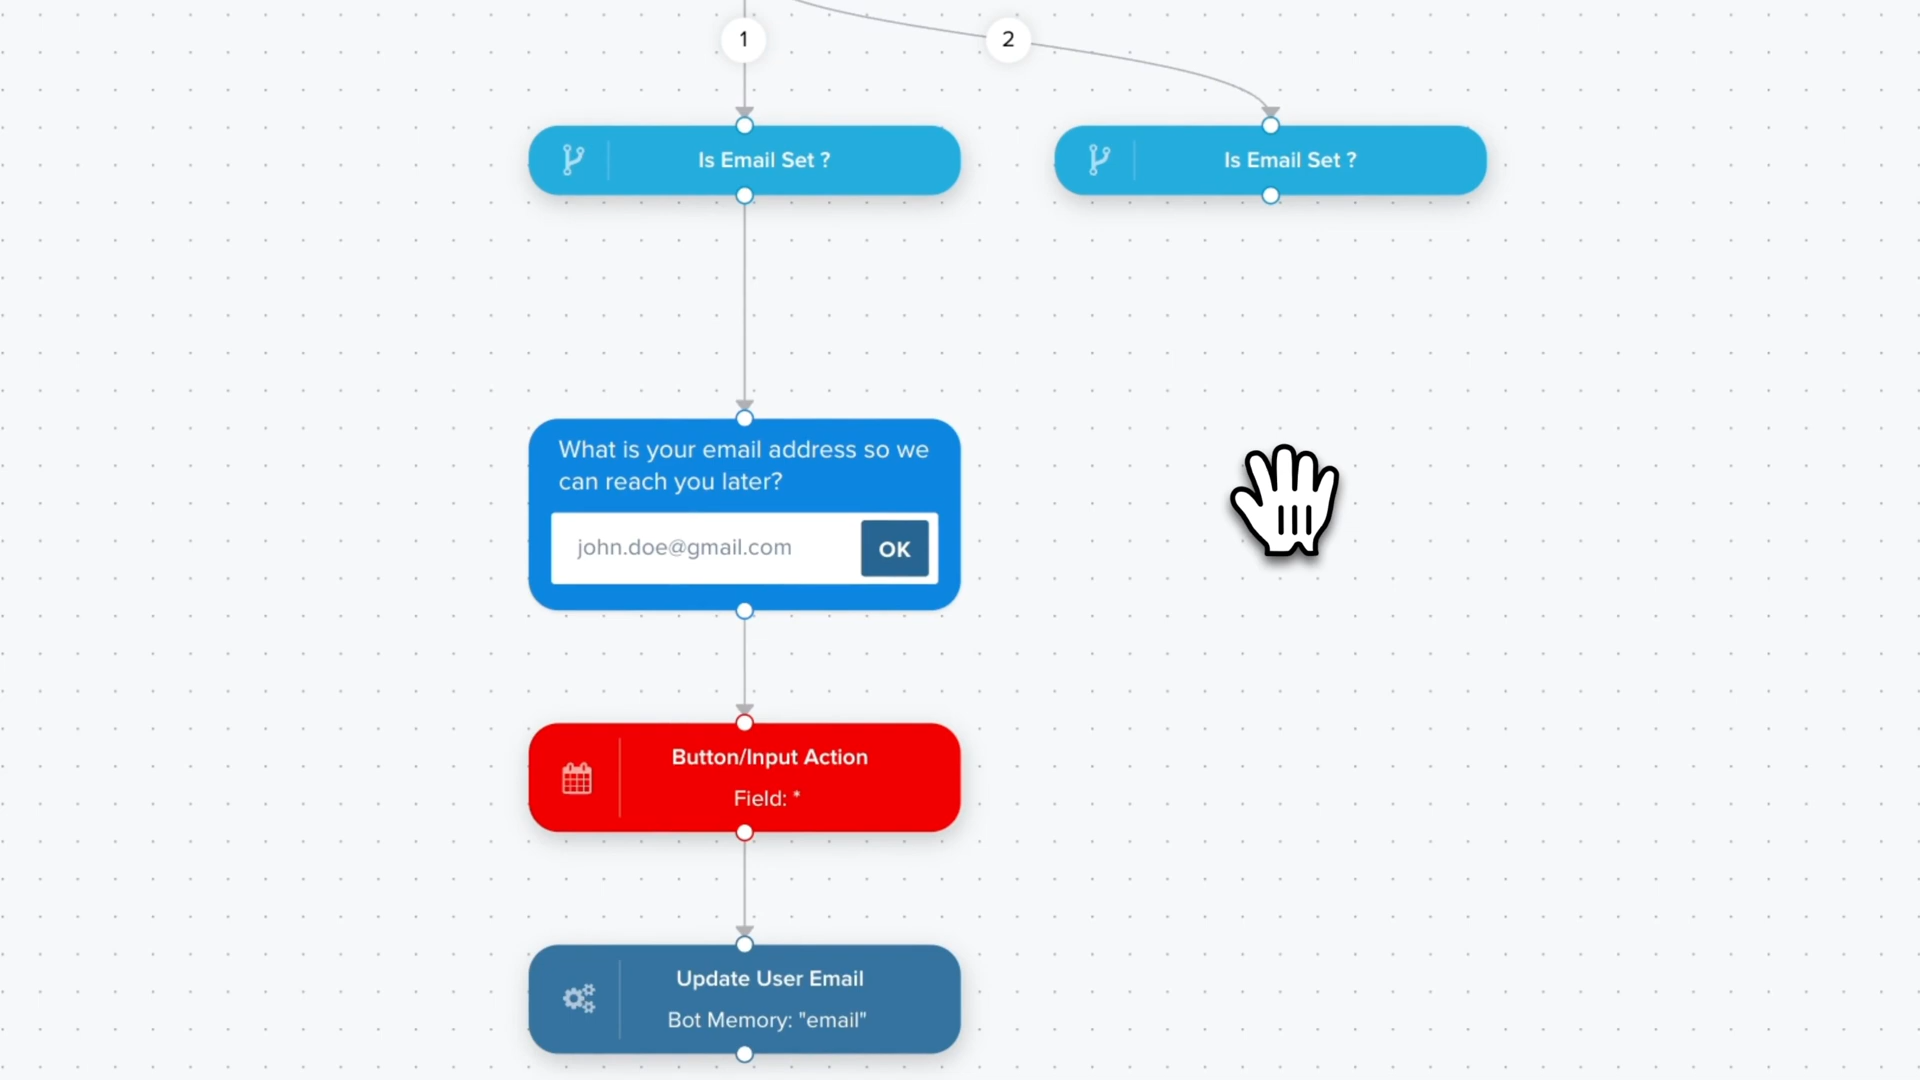 1
2
Is Email Set ?
Is Email Set ?
What is your email address so we
can reach you later?
john.doe@gmail.com
OK
Button/Input Action
Field: *
Update User Email
Bot Memory: "email"